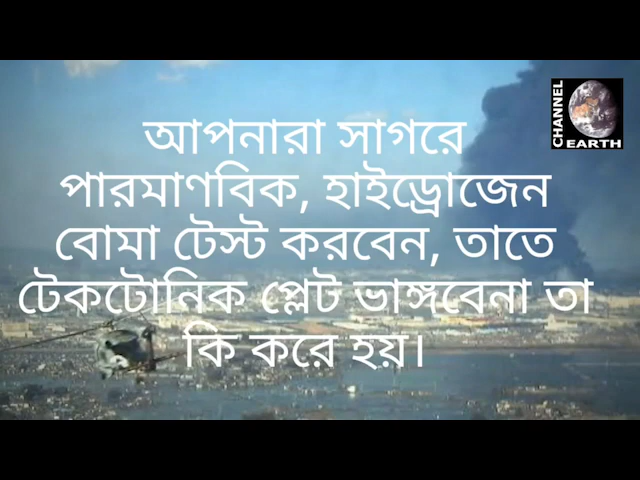 আপনারা সাগরে
পারমাণবিক, হাইড্রোজেন
বোমা টেস্ট করবেন, তাতে
টেকটোনিক প্লেট ভাঙ্গবেনা তা
কি করে হয়।
CHANNEL
EARTH